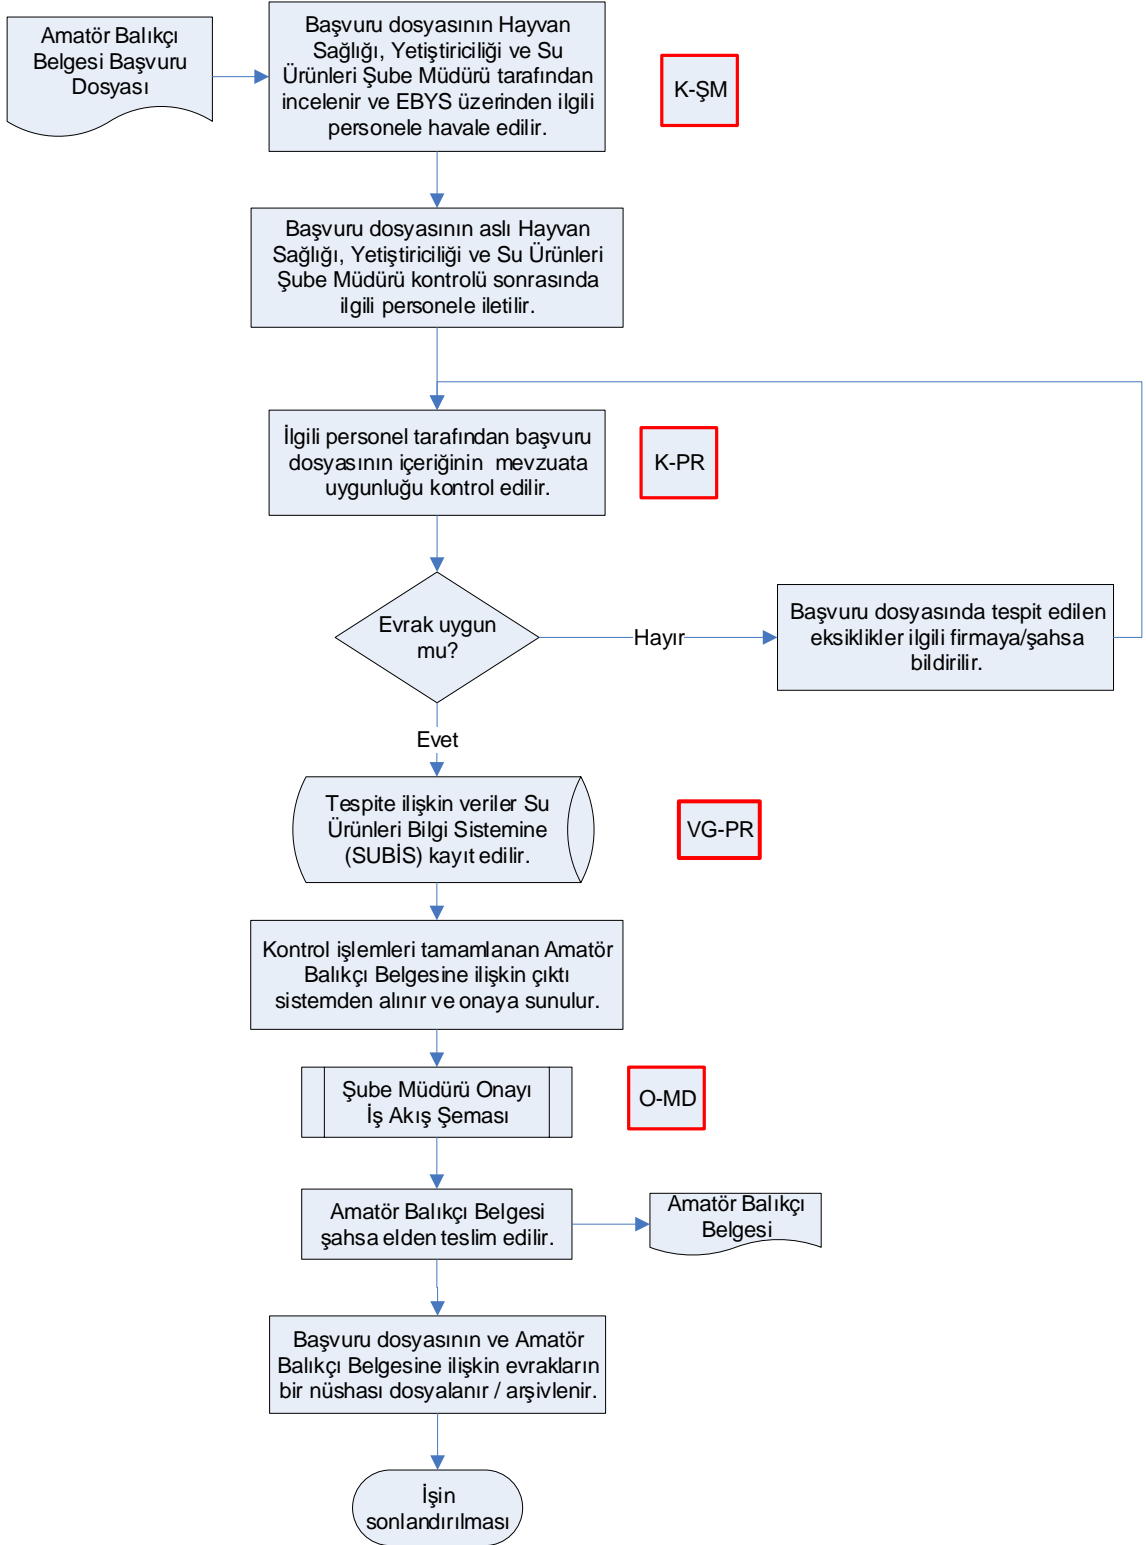 Amatör Balıkçı
Belgesi Başvuru
Dosyası
Başvuru dosyasının Hayvan
Sağlığı, Yetiştiriciliği ve Su
Ürünleri Şube Müdürü tarafından
incelenir ve EBYS üzerinden ilgili
personele havale edilir.
K-ŞM
Başvuru dosyasının aslı Hayvan
Sağlığı, Yetiştiriciliği ve Su Ürünleri
Şube Müdürü kontrolü sonrasında
ilgili personele iletilir.
İlgili personel tarafından başvuru
dosyasının içeriğinin mevzuata
uygunluğu kontrol edilir.
K-PR
Evrak uygun
mu?
Hayır
Başvuru dosyasında tespit edilen
eksiklikler ilgili firmaya/şahsa
bildirilir.
Evet
Tespite ilişkin veriler Su
Ürünleri Bilgi Sistemine
(SUBİS) kayıt edilir.
VG-PR
Kontrol işlemleri tamamlanan Amatör
Balıkçı Belgesine ilişkin çıktı
sistemden alınır ve onaya sunulur.
Şube Müdürü Onayı
İş Akış Şeması
O-MD
Amatör Balıkçı Belgesi
şahsa elden teslim edilir.
Amatör Balıkçı
Belgesi
Başvuru dosyasının ve Amatör
Balıkçı Belgesine ilişkin evrakların
bir nüshası dosyalanır / arşivlenir.
İşin
sonlandırılması